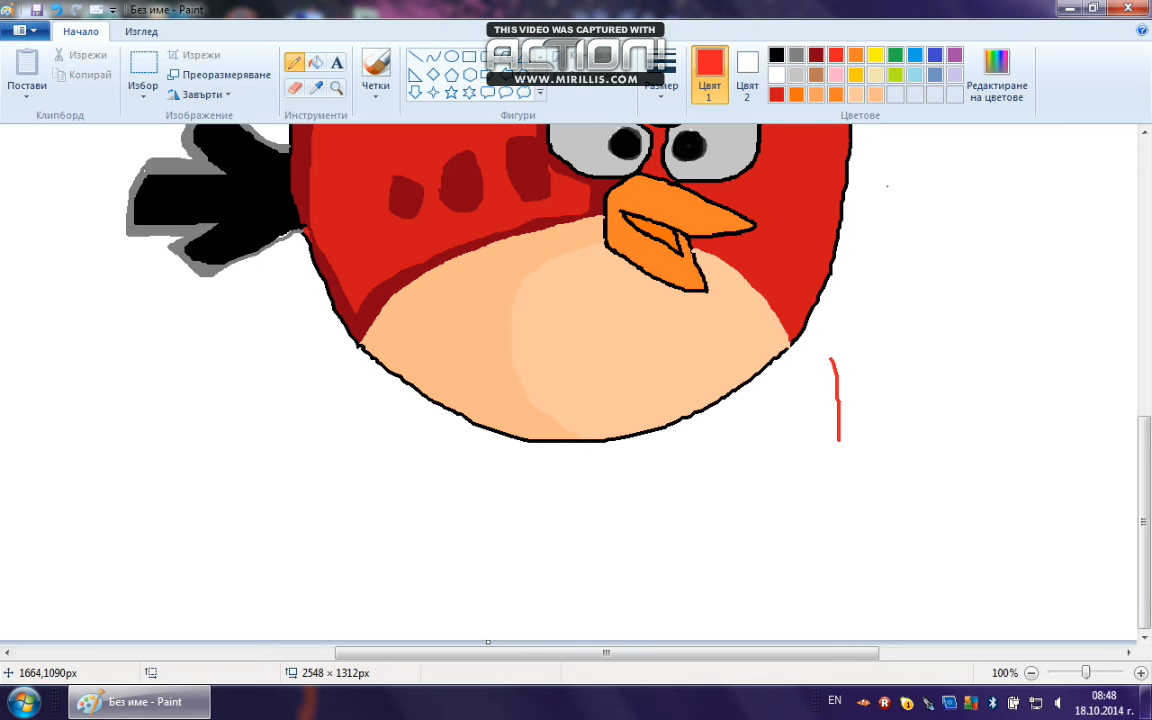 Без име - Paint
Начало
Изглед
THIS VIDEO WAS CAPTURED WITH
ACTION!
WWW.MIRILLIS.COM
Постави
Изрежи
Копирай
Клипборд
Избор
Изрежи
Преоразмеряване
Завърти
Изображение
A
Инструменти
Четки
Фигури
Размер
Цвят 1
Цвят 2
Редактиране на цветове
Цветове
1664,1090px
2548 × 1312px
100%
Без име - Paint
EN
08:48
18.10.2014 г.